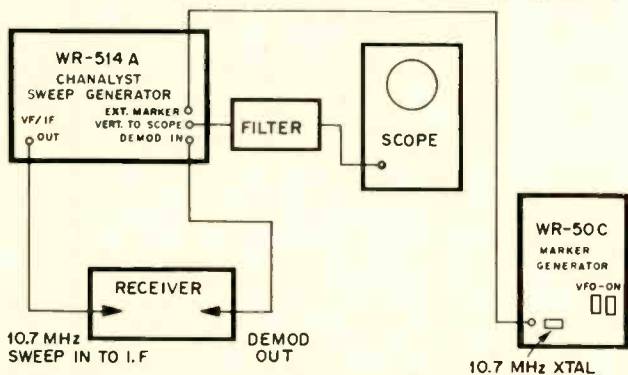 WR-514 A
CHANALYST
SWEEP GENERATOR
EXT. MARKER
VF/IF
VERT. TO SCOPE
OUT
DEMOD IN
FILTER
SCOPE
WR-50C
MARKER
GENERATOR
VFO-ON
RECEIVER
10.7 MHz
SWEEP IN TO I.F
DEMOD
OUT
10.7 MHz XTAL